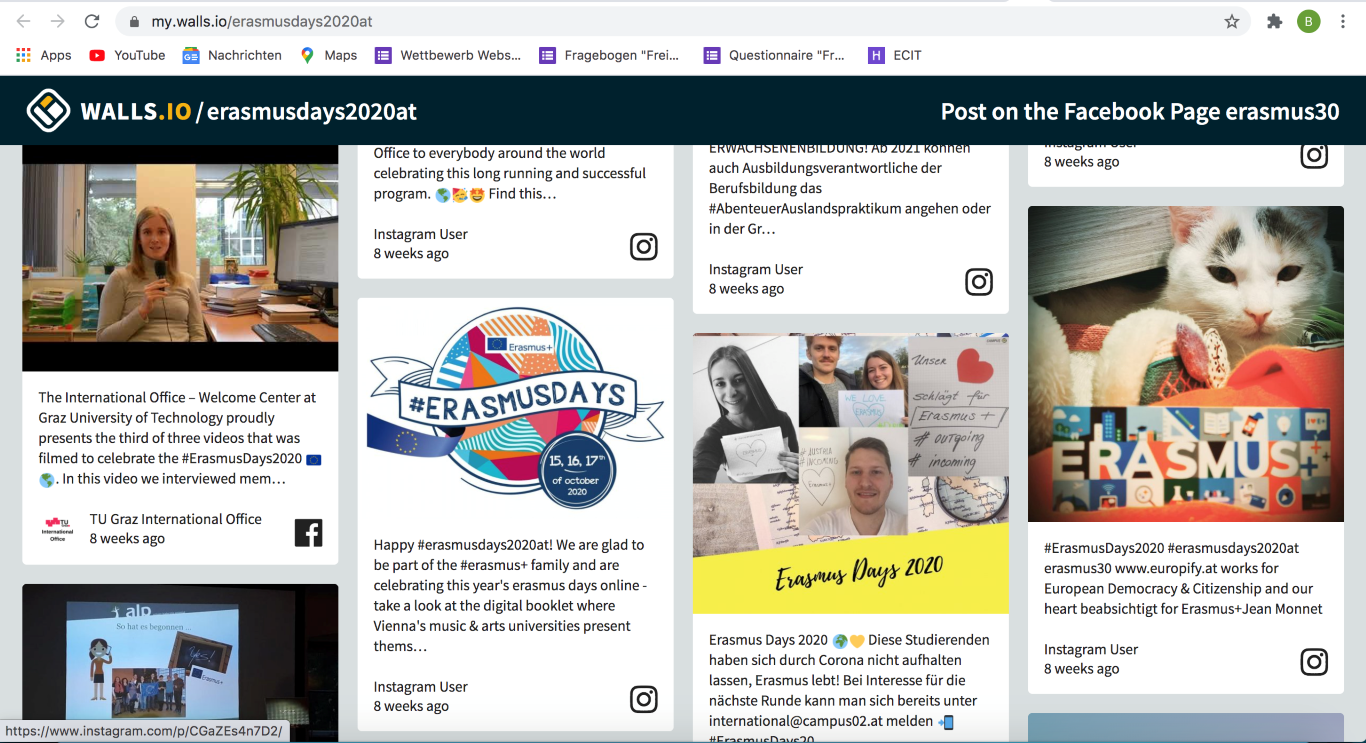 my.walls.io/erasmusdays2020at
B
Apps
YouTube
Nachrichten
Maps
Wettbewerb Webs...
Fragebogen "Frei...
Questionnaire "Fr...
H
ECIT
WALLS.IO/erasmusdays2020at
Post on the Facebook Page erasmus30
The International Office – Welcome Center at
Graz University of Technology proudly
presents the third of three videos that was
filmed to celebrate the #ErasmusDays2020 🇪🇺
🌎. In this video we interviewed mem…
TU
International
Office
TU Graz International Office
8 weeks ago
alp
So hat es begonnen ...
Erasmus+
https://www.instagram.com/p/CGaZEs4n7D2/
Office to everybody around the world
celebrating this long running and successful
program. 🌎🥳🤩 Find this…
Instagram User
8 weeks ago
Erasmus+
#ERASMUSDAYS
15, 16, 17th
of october
2020
Happy #erasmusdays2020at! We are glad to
be part of the #erasmus+ family and are
celebrating this year's erasmus days online -
take a look at the digital booklet where
Vienna's music & arts universities present
thems…
Instagram User
8 weeks ago
ERWACHSENENBILDUNG! Ab 2021 können
auch Ausbildungsverantwortliche der
Berufsbildung das
#AbenteuerAuslandspraktikum angehen oder
in der Gr…
Instagram User
8 weeks ago
WE LOVE
ERASMUS
Unser
schlägt für
Erasmus +
# outgoing
# incoming
# AUSTRIA
# INCOMING
Erasmus Days 2020
Erasmus Days 2020 🌍💛 Diese Studierenden
haben sich durch Corona nicht aufhalten
lassen, Erasmus lebt! Bei Interesse für die
nächste Runde kann man sich bereits unter
international@campus02.at melden 📲
#ErasmusDays20
Instagram User
8 weeks ago
ERASMUS+
#ErasmusDays2020 #erasmusdays2020at
erasmus30 www.europify.at works for
European Democracy & Citizenship and our
heart beabsichtigt for Erasmus+Jean Monnet
Instagram User
8 weeks ago